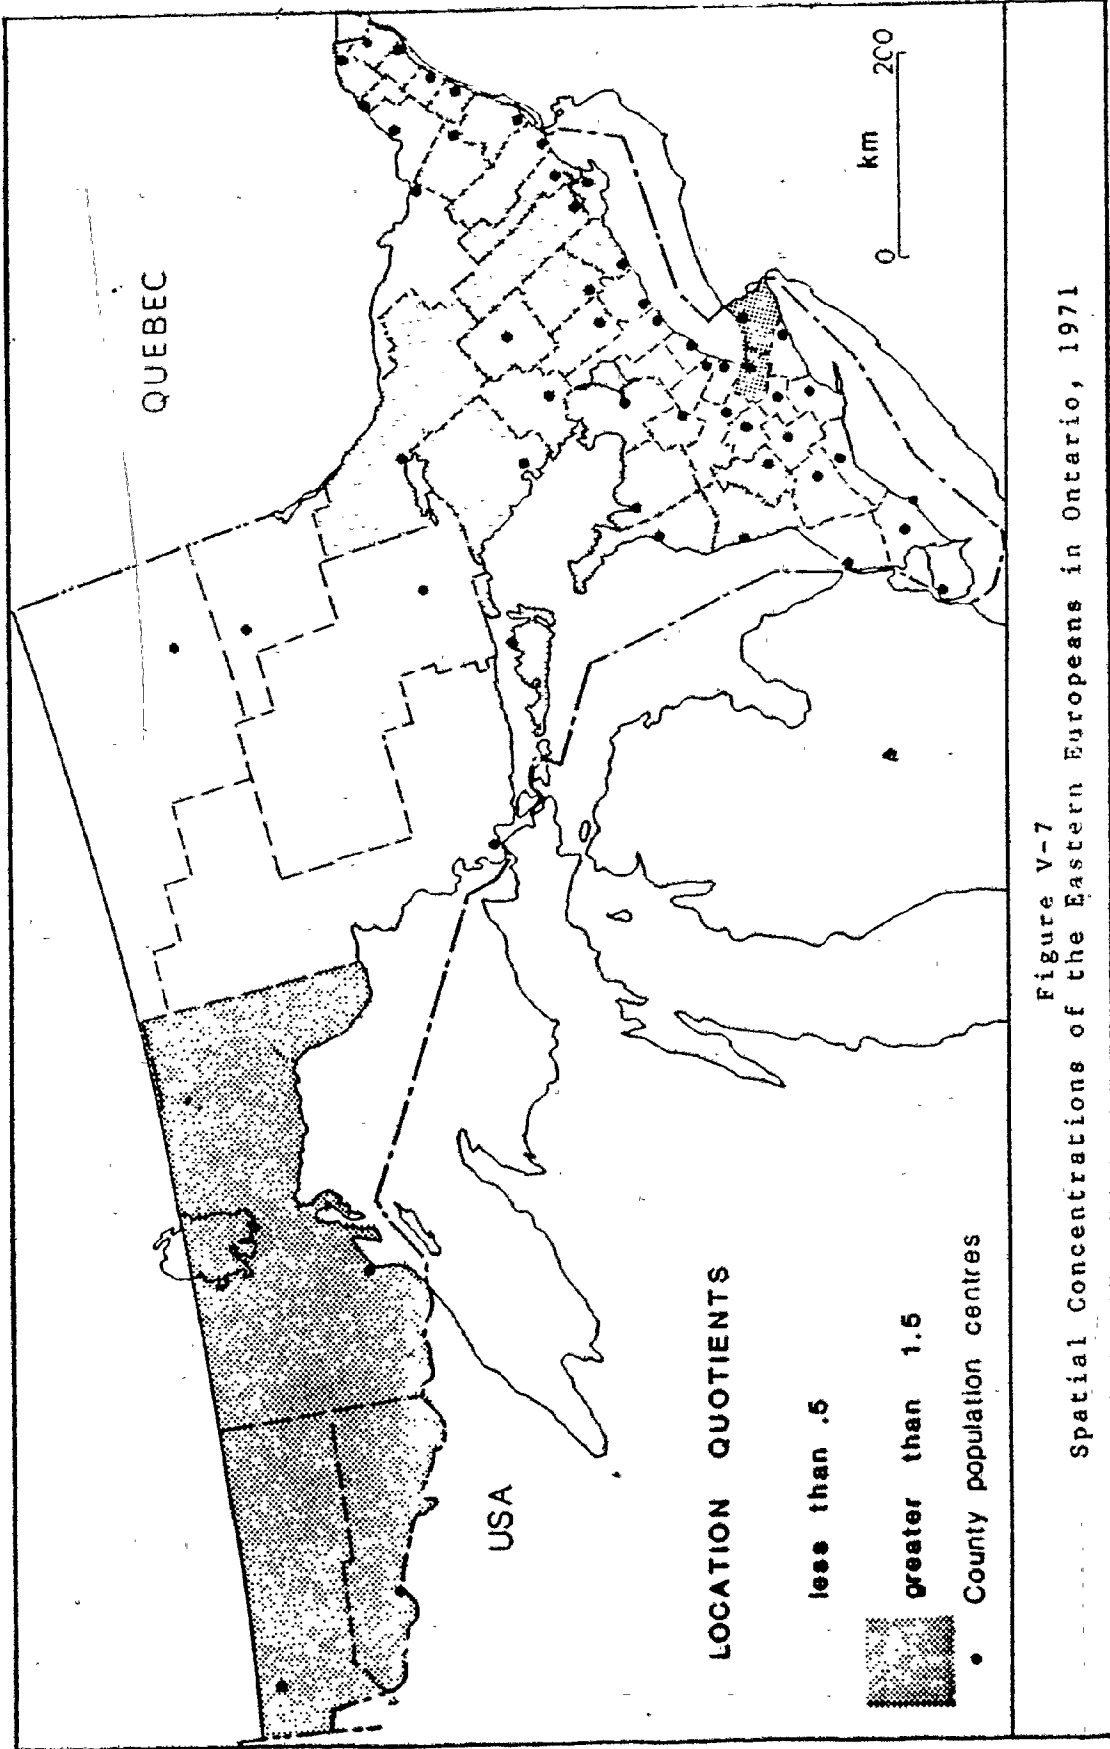 QUEBEC
USA
km
0 200
LOCATION QUOTIENTS
less than .5
greater than 1.5
County population centres
Figure V-7
Spatial Concentrations of the Eastern Europeans in Ontario, 1971